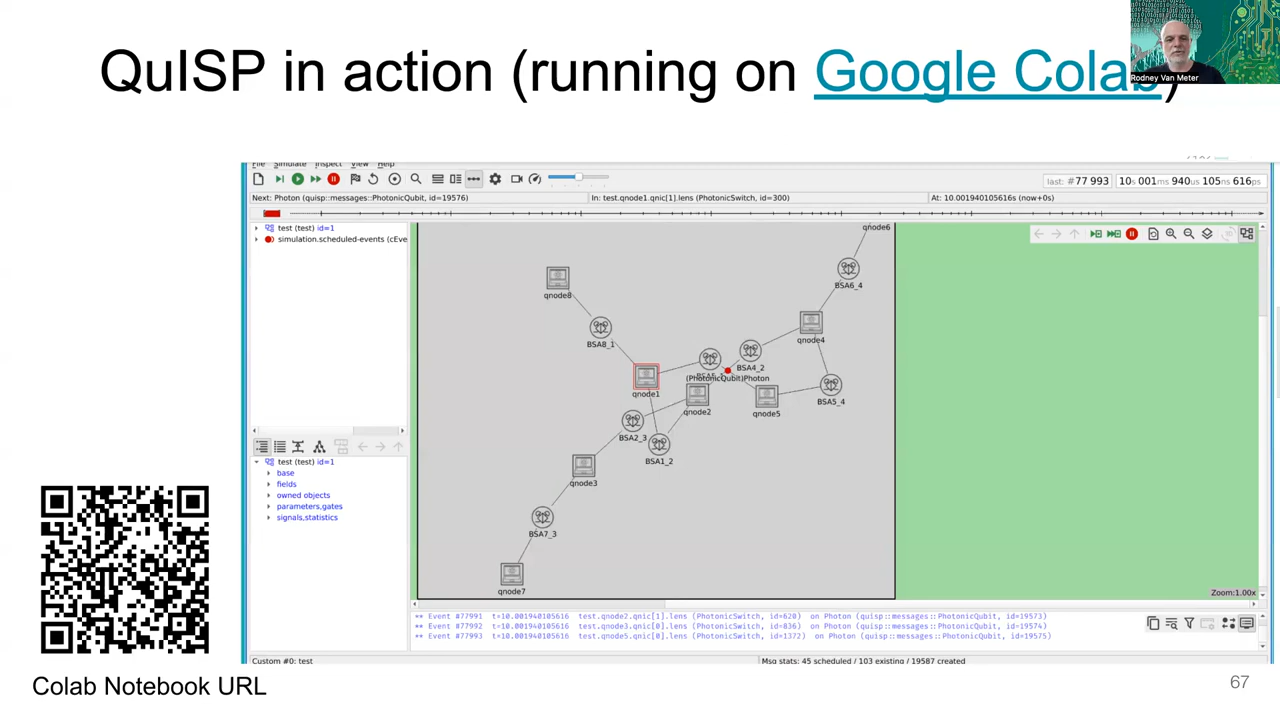 QuISP in action (running on Google Colab)
Rodney Van Meter
File Simulate Inspect View Help
last: #77 993
10s 001ms 940us 105ns 616ps
Next: Photon (quisp::messages::PhotonicQubit, id=19576)
In: test.qnode1.qnic[1].lens (PhotonicSwitch, id=300)
At: 10.001940105616s (now+0s)
test (test) id=1
simulation.scheduled-events (cEve
qnode6
qnode8
BSA6_4
BSA8_1
qnode4
BSA4_2
(PhotonicQubit)Photon
qnode1
BSA5_4
qnode2
qnode5
BSA2_3
BSA1_2
qnode3
BSA7_3
qnode7
test (test) id=1
base
fields
owned objects
parameters,gates
signals,statistics
Zoom:1.00x
** Event #77991 t=10.001940105616 test.qnode2.qnic[1].lens (PhotonicSwitch, id=620) on Photon (quisp::messages::PhotonicQubit, id=19573)
** Event #77992 t=10.001940105616 test.qnode3.qnic[0].lens (PhotonicSwitch, id=836) on Photon (quisp::messages::PhotonicQubit, id=19574)
** Event #77993 t=10.001940105616 test.qnode5.qnic[0].lens (PhotonicSwitch, id=1372) on Photon (quisp::messages::PhotonicQubit, id=19575)
Custom #0: test
Msg stats: 45 scheduled / 103 existing / 19587 created
Colab Notebook URL
67